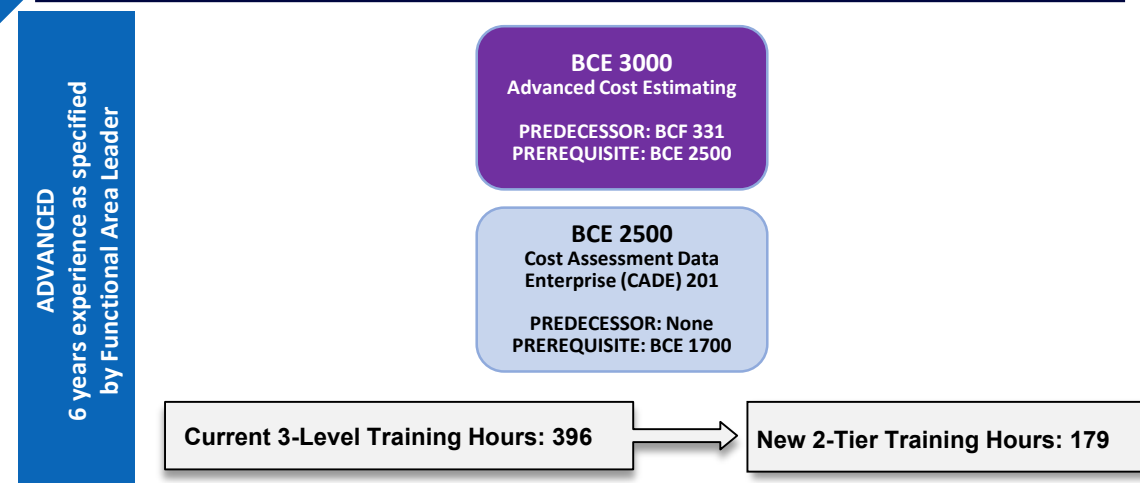 ADVANCED
6 years experience as specified
by Functional Area Leader
BCE 3000
Advanced Cost Estimating
PREDECESSOR: BCF 331
PREREQUISITE: BCE 2500
BCE 2500
Cost Assessment Data
Enterprise (CADE) 201
PREDECESSOR: None
PREREQUISITE: BCE 1700
Current 3-Level Training Hours: 396
New 2-Tier Training Hours: 179